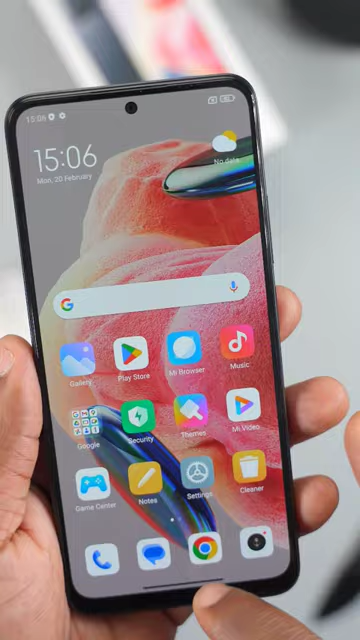 15:06
15:06
Mon, 20 February
No data
Gallery
Play Store
Mi Browser
Music
Google
Security
Themes
Mi Video
Game Center
Notes
Settings
Cleaner